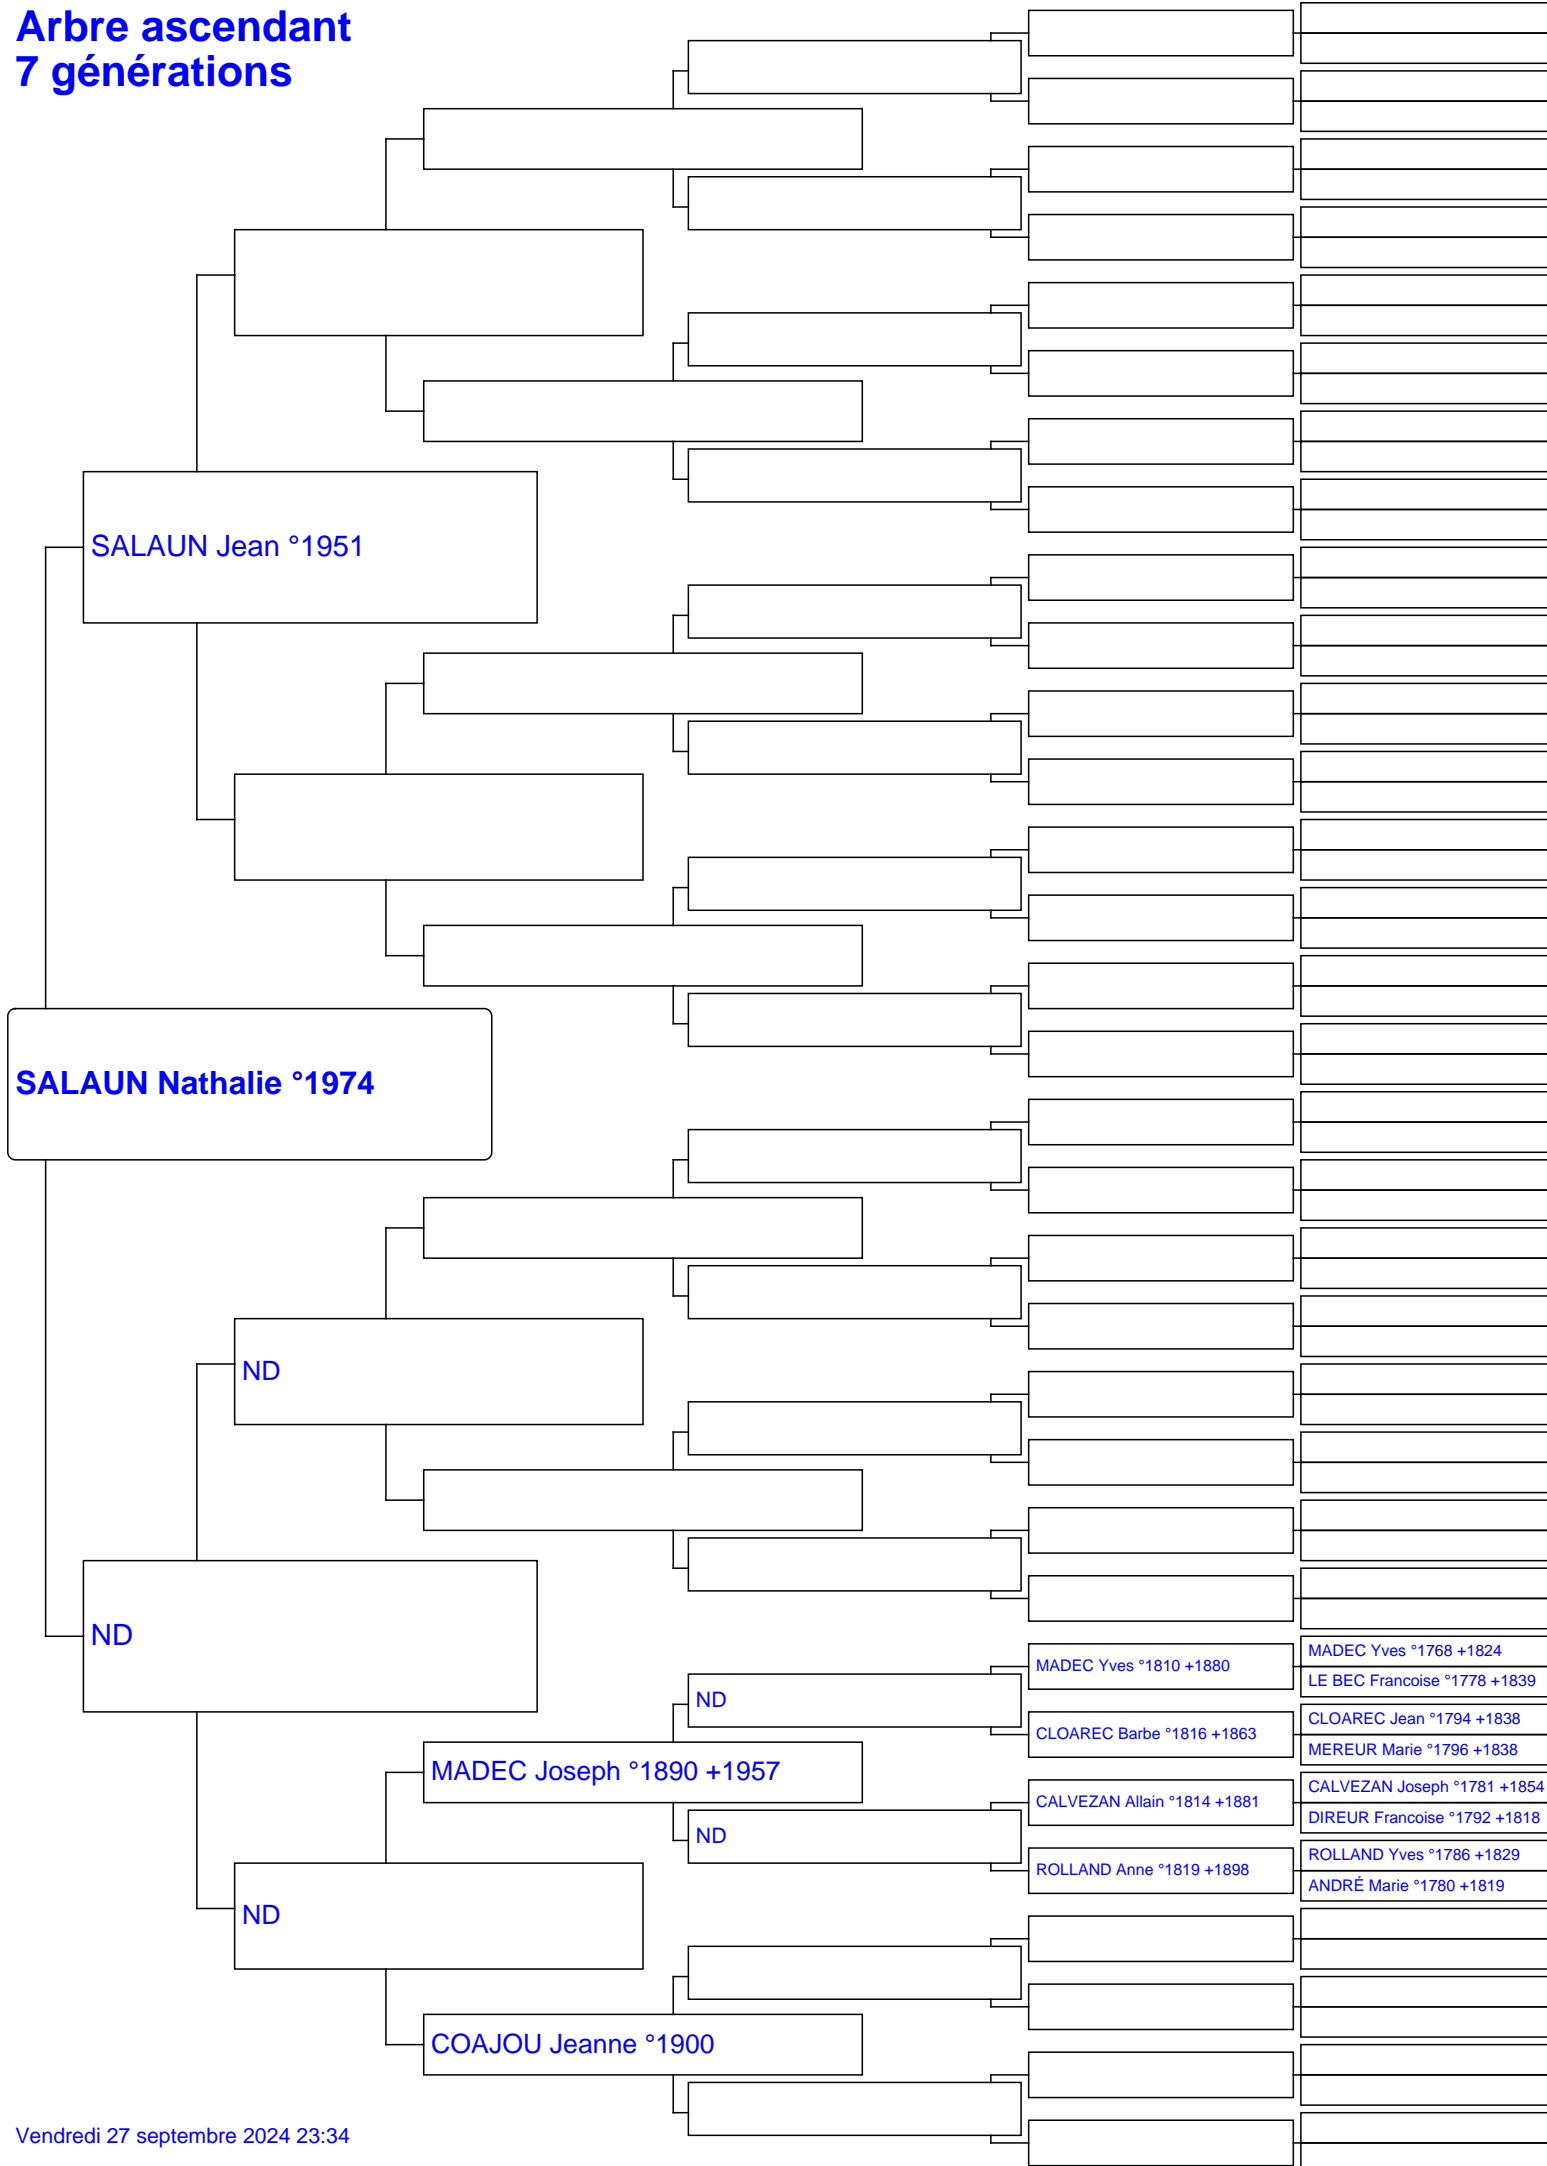 Arbre ascendant
7 générations
SALAUN Jean °1951
SALAUN Nathalie °1974
ND
ND
MADEC Yves °1810 +1880
MADEC Yves °1768 +1824
LE BEC Francoise °1778 +1839
ND
CLOAREC Barbe °1816 +1863
CLOAREC Jean °1794 +1838
MEREUR Marie °1796 +1838
MADEC Joseph °1890 +1957
CALVEZAN Allain °1814 +1881
CALVEZAN Joseph °1781 +1854
DIREUR Francoise °1792 +1818
ND
ROLLAND Anne °1819 +1898
ROLLAND Yves °1786 +1829
ANDRÉ Marie °1780 +1819
ND
COAJOU Jeanne °1900
Vendredi 27 septembre 2024 23:34